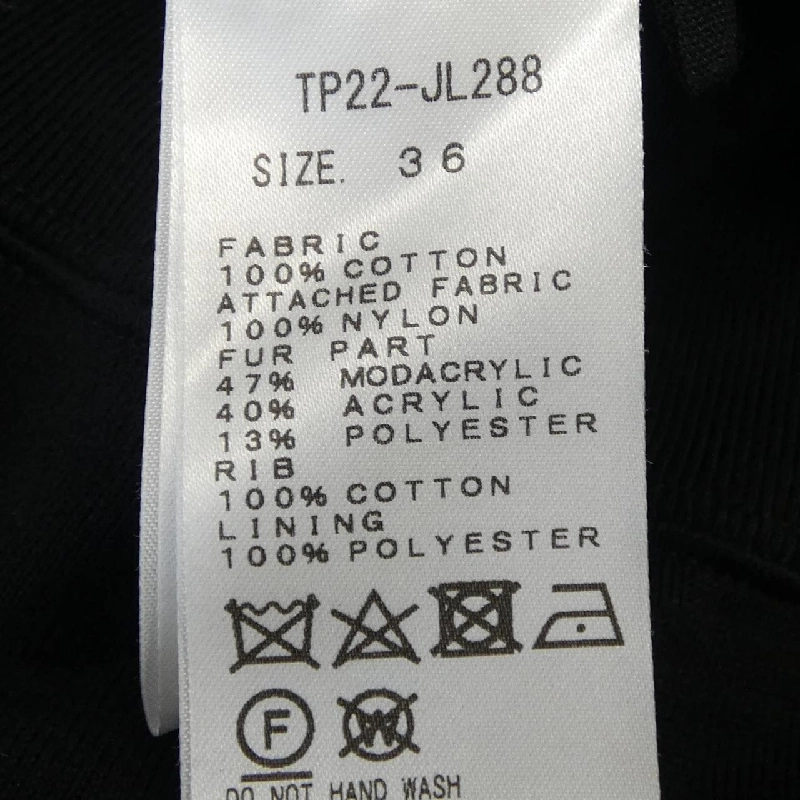 TP22-JL288
SIZE. 36
FABRIC
100% COTTON
ATTACHED FABRIC
100% NYLON
FUR PART
47% MODACRYLIC
40% ACRYLIC
13% POLYESTER
RIB
100% COTTON
LINING
100% POLYESTER
F W
DO NOT HAND WASH